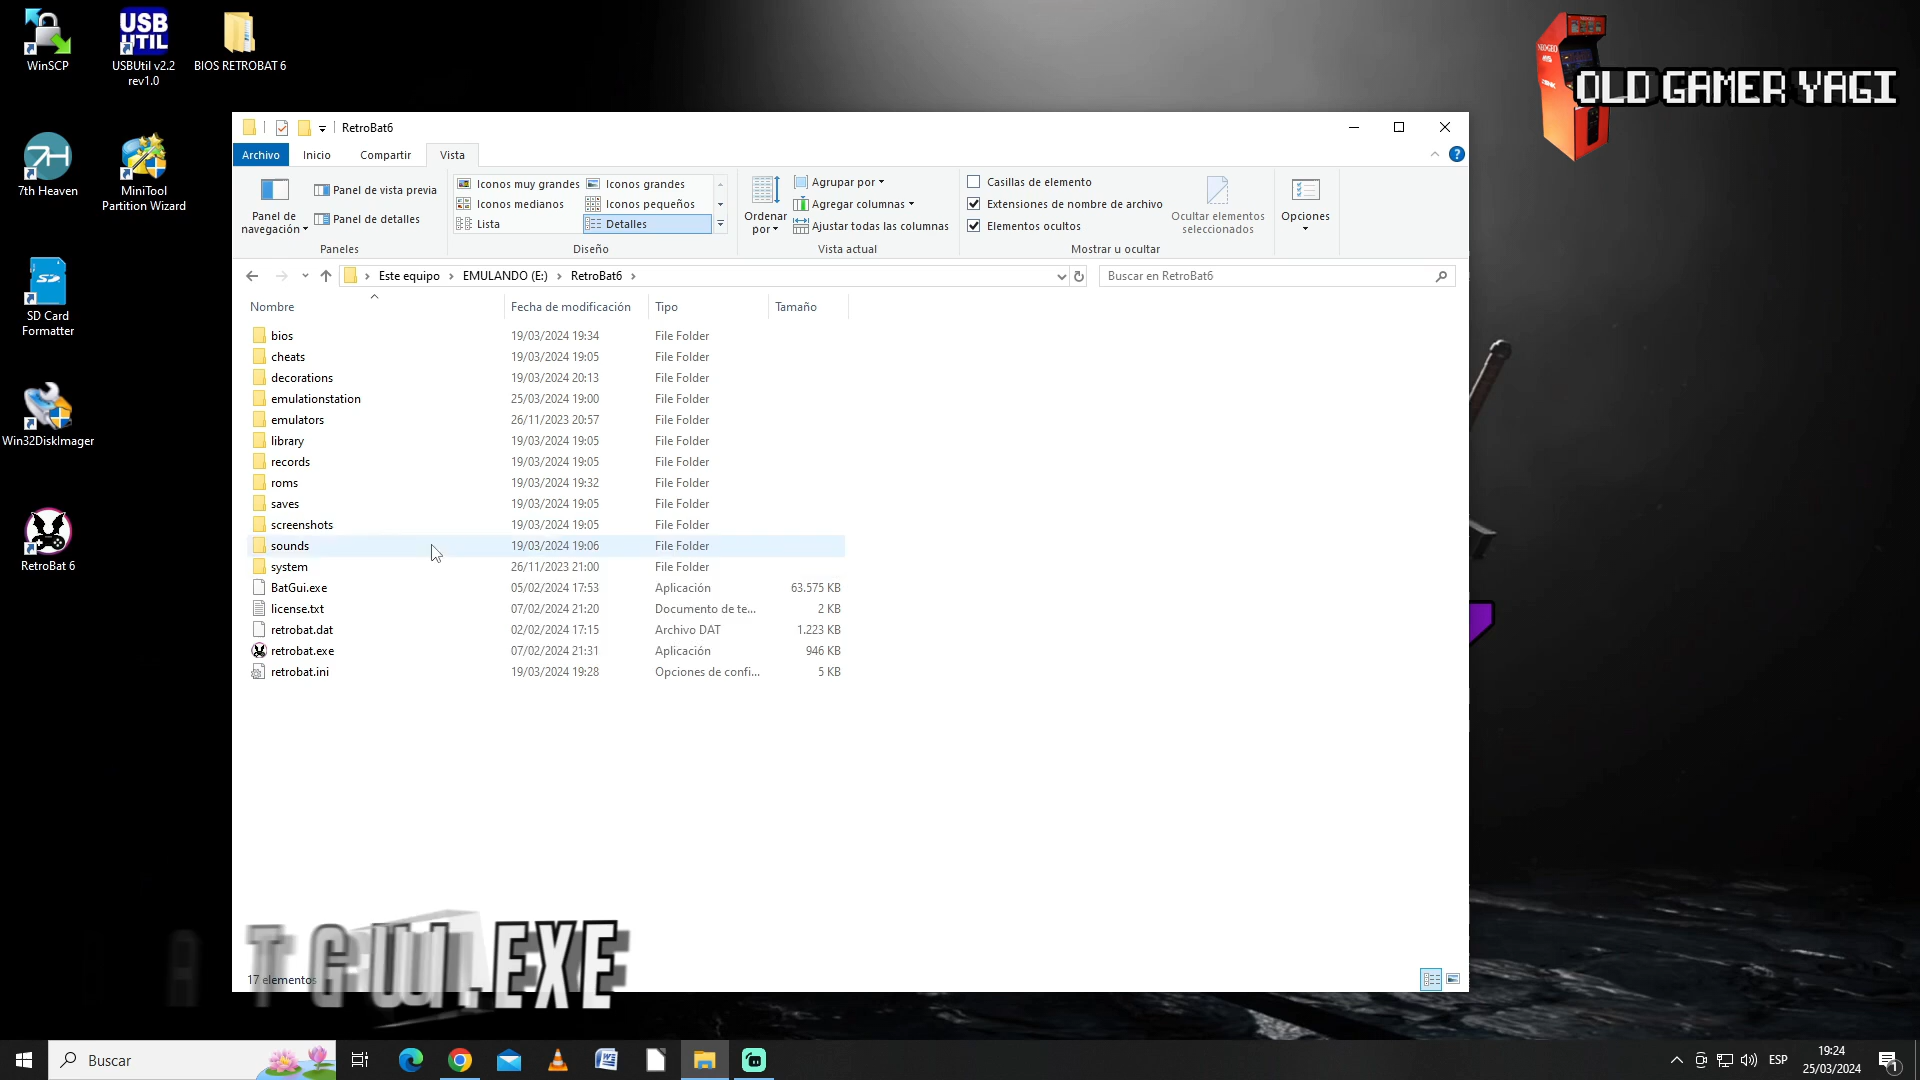 WinSCP
USBUtil v2.2
rev1.0
BIOS RETROBAT 6
USB
UTIL
NEO·GEO
OLD GAMER YAGI
7H
7th Heaven
MiniTool
Partition Wizard
SD Card
Formatter
Win32DiskImager
RetroBat 6
RetroBat6
Archivo
Inicio
Compartir
Vista
Panel de
navegación
Panel de vista previa
Panel de detalles
Paneles
Iconos muy grandes
Iconos grandes
Iconos medianos
Iconos pequeños
Lista
Detalles
Diseño
Ordenar
por
Agrupar por
Agregar columnas
Ajustar todas las columnas
Vista actual
Casillas de elemento
Extensiones de nombre de archivo
Elementos ocultos
Ocultar elementos
seleccionados
Mostrar u ocultar
Opciones
Este equipo > EMULANDO (E:) > RetroBat6 >
Buscar en RetroBat6
Nombre Fecha de modificación Tipo Tamaño
bios 19/03/2024 19:34 File Folder
cheats 19/03/2024 19:05 File Folder
decorations 19/03/2024 20:13 File Folder
emulationstation 25/03/2024 19:00 File Folder
emulators 26/11/2023 20:57 File Folder
library 19/03/2024 19:05 File Folder
records 19/03/2024 19:05 File Folder
roms 19/03/2024 19:32 File Folder
saves 19/03/2024 19:05 File Folder
screenshots 19/03/2024 19:05 File Folder
sounds 19/03/2024 19:06 File Folder
system 26/11/2023 21:00 File Folder
BatGui.exe 05/02/2024 17:53 Aplicación 63.575 KB
license.txt 07/02/2024 21:20 Documento de te... 2 KB
retrobat.dat 02/02/2024 17:15 Archivo DAT 1.223 KB
retrobat.exe 07/02/2024 21:31 Aplicación 946 KB
retrobat.ini 19/03/2024 19:28 Opciones de confi... 5 KB
ATGUI.EXE
17 elementos
Buscar
ESP
19:24
25/03/2024
1